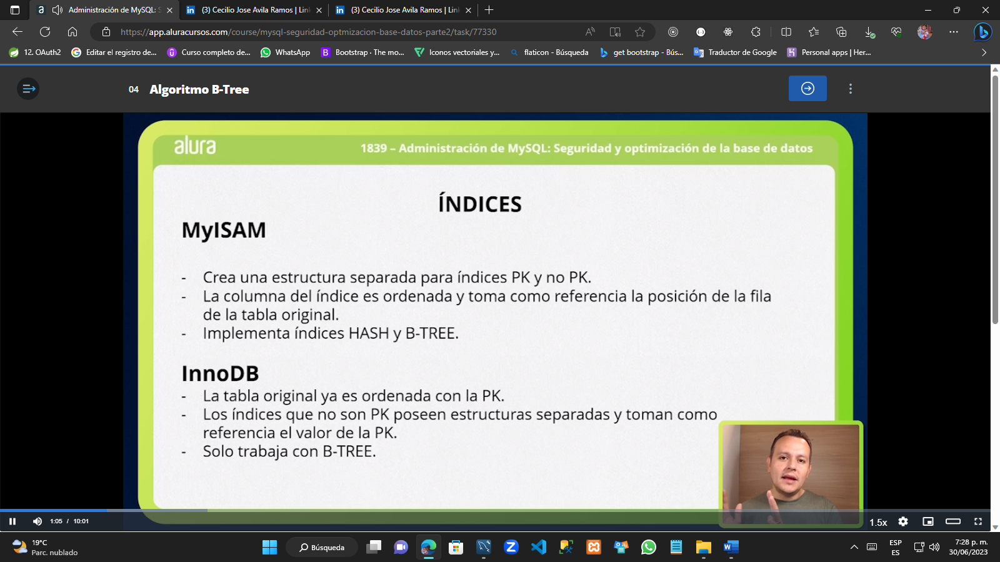 Administración de MySQL: S
(3) Cecilio Jose Avila Ramos | Link
(3) Cecilio Jose Avila Ramos | Link
https://app.aluracursos.com/course/mysql-seguridad-optmizacion-base-datos-parte2/task/77330
12. OAuth2
Editar el registro de...
Curso completo de...
WhatsApp
Bootstrap · The mo...
Iconos vectoriales y...
flaticon - Búsqueda
get bootstrap - Bús...
Traductor de Google
Personal apps | Her...
04 Algoritmo B-Tree
alura
1839 – Administración de MySQL: Seguridad y optimización de la base de datos
ÍNDICES
MyISAM
- Crea una estructura separada para índices PK y no PK.
- La columna del índice es ordenada y toma como referencia la posición de la fila
de la tabla original.
- Implementa índices HASH y B-TREE.
InnoDB
- La tabla original ya es ordenada con la PK.
- Los índices que no son PK poseen estructuras separadas y toman como
referencia el valor de la PK.
- Solo trabaja con B-TREE.
1:05 / 10:01
1.5x
19°C
Parc. nublado
Búsqueda
ESP
ES
7:28 p. m.
30/06/2023